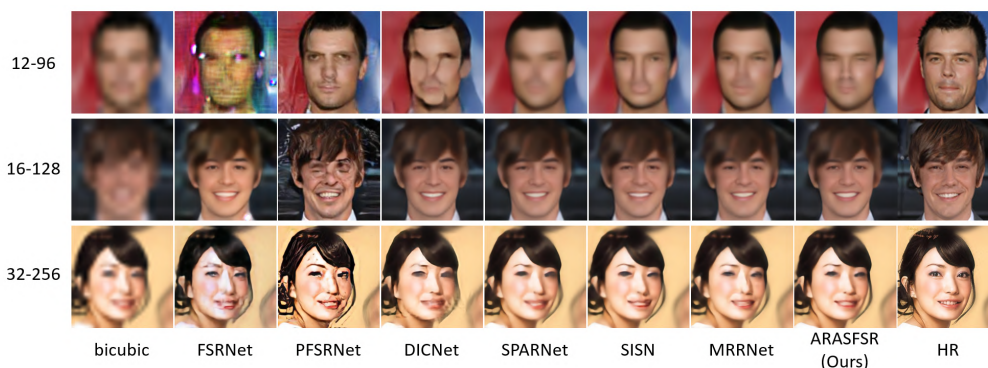 12-96
16-128
32-256
bicubic FSRNet PFSRNet DICNet SPARNet SISN MRRNet ARASFSR HR
(Ours)